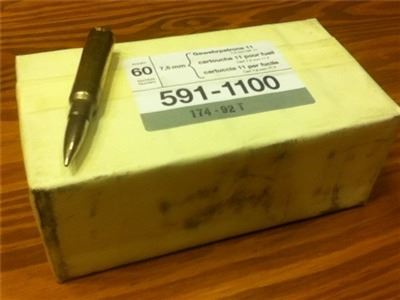 60
7,5 mm
Gewehrpatrone 11
cartouche 11 pour fusil
cartuccia 11 per fucile
591-1100
174 - 92 T